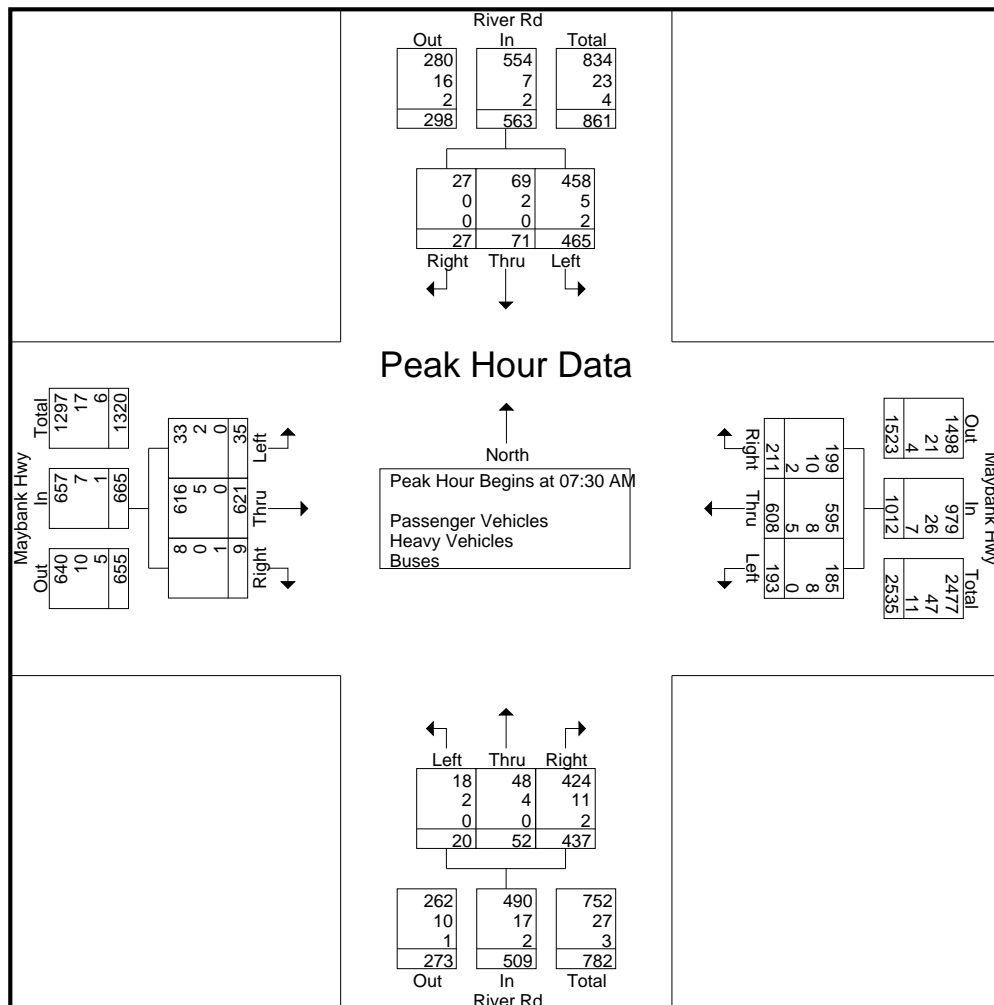 River Rd
Out In Total
280 554 834
16 7 23
2 2 4
298 563 861
27 69 458
0 2 5
0 0 2
27 71 465
Right Thru Left
Peak Hour Data
North
Peak Hour Begins at 07:30 AM
Passenger Vehicles
Heavy Vehicles
Buses
Maybank Hwy
Out In Total
640 657 1297
10 7 17
5 1 6
655 665 1320
8 616 33
0 5 2
1 0 0
9 621 35
Right Thru Left
Maybank Hwy
Out In Total
1498 979 2477
21 26 47
4 7 11
1523 1012 2535
199 595 185
10 8 8
2 5 0
211 608 193
Right Thru Left
Left Thru Right
18 48 424
2 4 11
0 0 2
20 52 437
262 490 752
10 17 27
1 2 3
273 509 782
Out In Total
River Rd